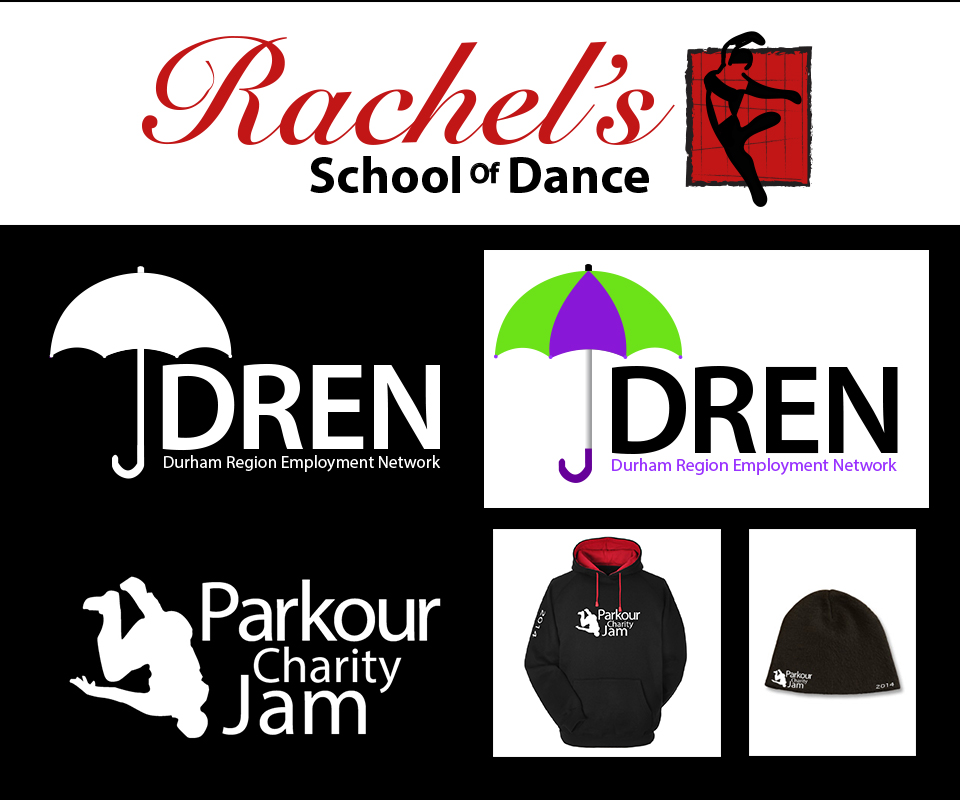 Rachel's
School Of Dance
DREN
Durham Region Employment Network
DREN
Durham Region Employment Network
Parkour
Charity
Jam
2014
Parkour
Charity
Jam
Parkour
Charity
Jam
2014